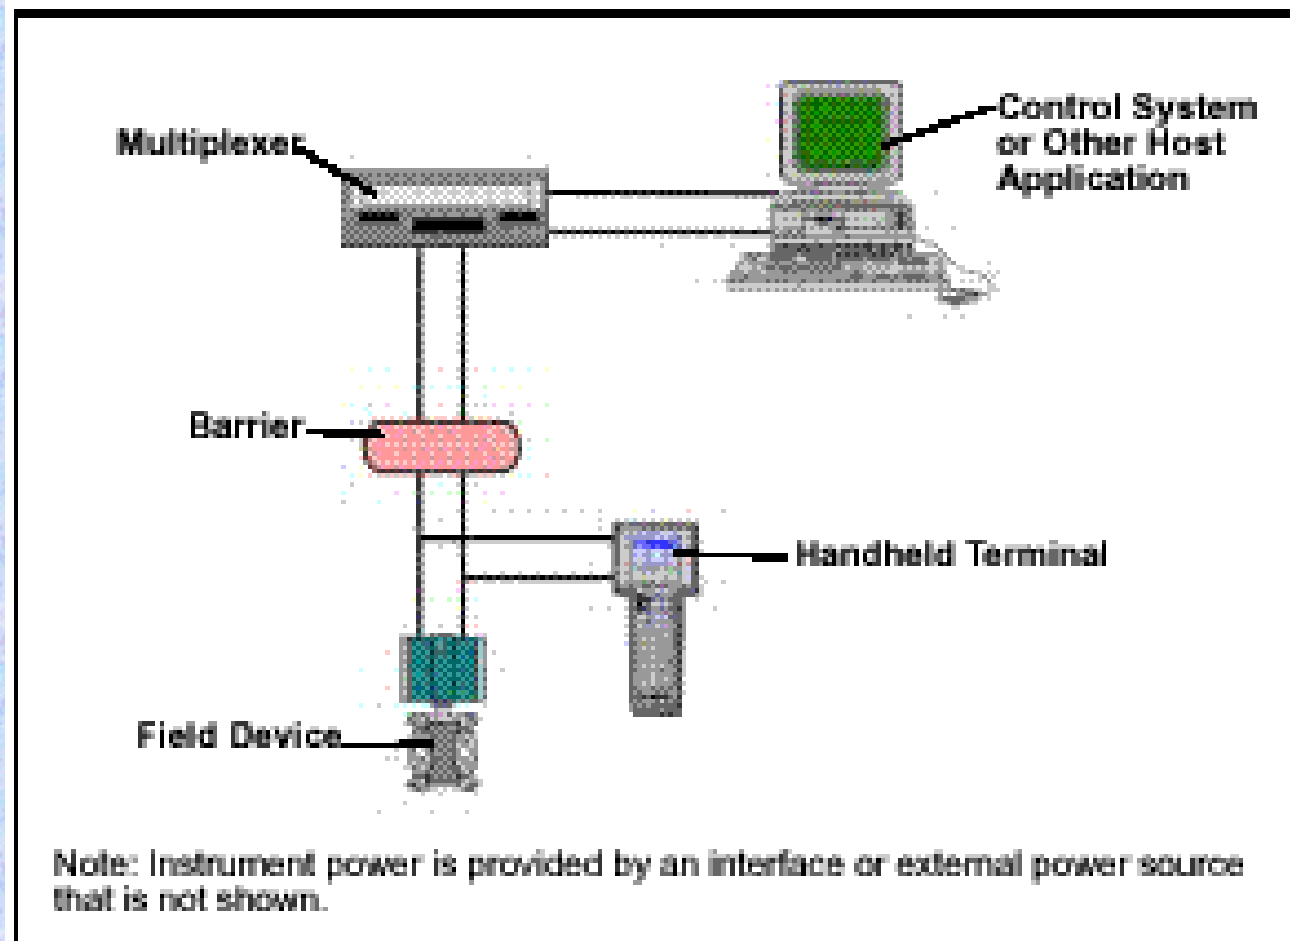 Multiplexer
Control System
or Other Host
Application
Barrier
Handheld Terminal
Field Device
Note: Instrument power is provided by an interface or external power source
that is not shown.